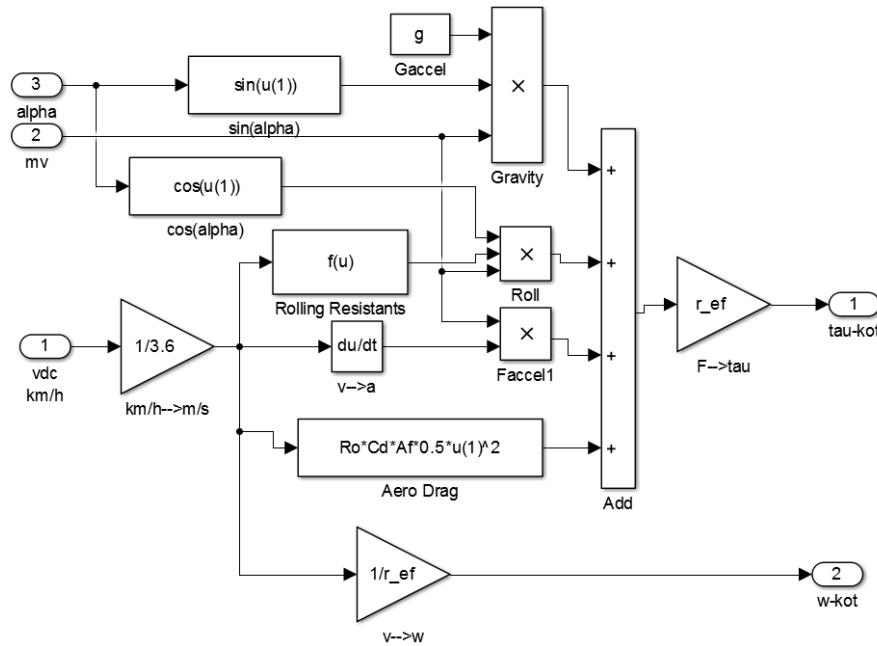 g
Gaccel
3
alpha
sin(u(1))
sin(alpha)
×
Gravity
2
mv
cos(u(1))
cos(alpha)
f(u)
Rolling Resistants
×
Roll
1
vdc
km/h
1/3.6
km/h-->m/s
du/dt
v-->a
×
Faccel1
Ro*Cd*Af*0.5*u(1)^2
Aero Drag
+
+
+
+
Add
r_ef
F-->tau
1
tau-kot
1/r_ef
v-->w
2
w-kot